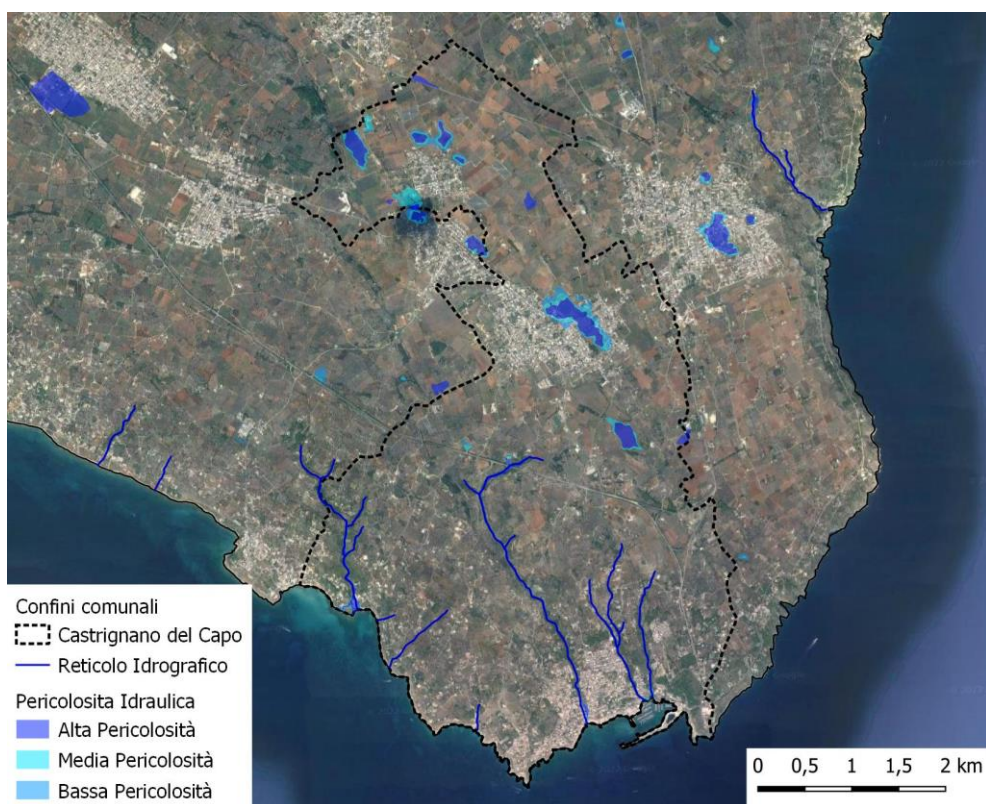 Confini comunali
Castrignano del Capo
Reticolo Idrografico
Pericolosita Idraulica
Alta Pericolosità
Media Pericolosità
Bassa Pericolosità
0 0,5 1 1,5 2 km